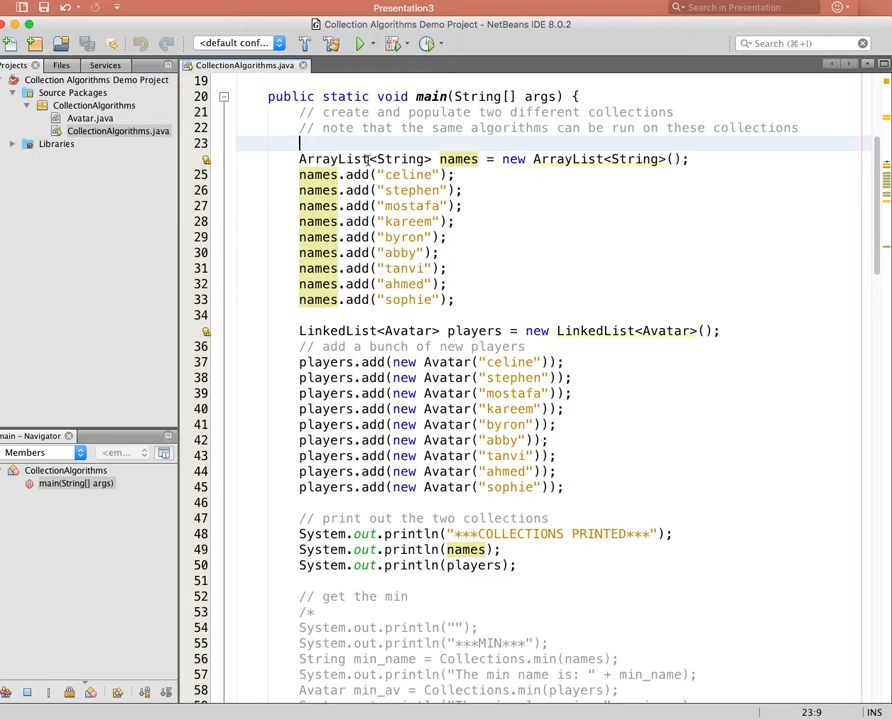 Presentation3
Search in Presentation
Collection Algorithms Demo Project - NetBeans IDE 8.0.2
<default conf...
Search (⌘+I)
Projects
Files
Services
CollectionAlgorithms.java
Collection Algorithms Demo Project
Source Packages
CollectionAlgorithms
Avatar.java
CollectionAlgorithms.java
Libraries
main - Navigator
Members
<em...
CollectionAlgorithms
main(String[] args)
19
20 public static void main(String[] args) {
21 // create and populate two different collections
22 // note that the same algorithms can be run on these collections
23
ArrayList<String> names = new ArrayList<String>();
25 names.add("celine");
26 names.add("stephen");
27 names.add("mostafa");
28 names.add("kareem");
29 names.add("byron");
30 names.add("abby");
31 names.add("tanvi");
32 names.add("ahmed");
33 names.add("sophie");
34
LinkedList<Avatar> players = new LinkedList<Avatar>();
36 // add a bunch of new players
37 players.add(new Avatar("celine"));
38 players.add(new Avatar("stephen"));
39 players.add(new Avatar("mostafa"));
40 players.add(new Avatar("kareem"));
41 players.add(new Avatar("byron"));
42 players.add(new Avatar("abby"));
43 players.add(new Avatar("tanvi"));
44 players.add(new Avatar("ahmed"));
45 players.add(new Avatar("sophie"));
46
47 // print out the two collections
48 System.out.println("***COLLECTIONS PRINTED***");
49 System.out.println(names);
50 System.out.println(players);
51
52 // get the min
53 /*
54 System.out.println("");
55 System.out.println("***MIN***");
56 String min_name = Collections.min(names);
57 System.out.println("The min name is: " + min_name);
58 Avatar min_av = Collections.min(players);
23:9
INS